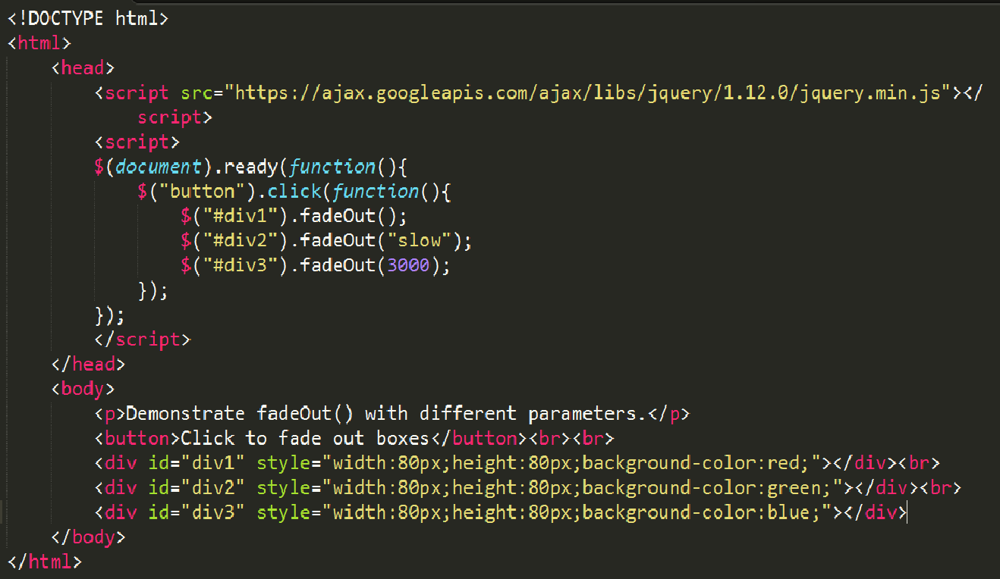 <!DOCTYPE html>
<html>
    <head>
        <script src="https://ajax.googleapis.com/ajax/libs/jquery/1.12.0/jquery.min.js"></
            script>
        <script>
        $(document).ready(function(){
            $("button").click(function(){
                $("#div1").fadeOut();
                $("#div2").fadeOut("slow");
                $("#div3").fadeOut(3000);
            });
        });
        </script>
    </head>
    <body>
        <p>Demonstrate fadeOut() with different parameters.</p>
        <button>Click to fade out boxes</button><br><br>
        <div id="div1" style="width:80px;height:80px;background-color:red;"></div><br>
        <div id="div2" style="width:80px;height:80px;background-color:green;"></div><br>
        <div id="div3" style="width:80px;height:80px;background-color:blue;"></div>
    </body>
</html>